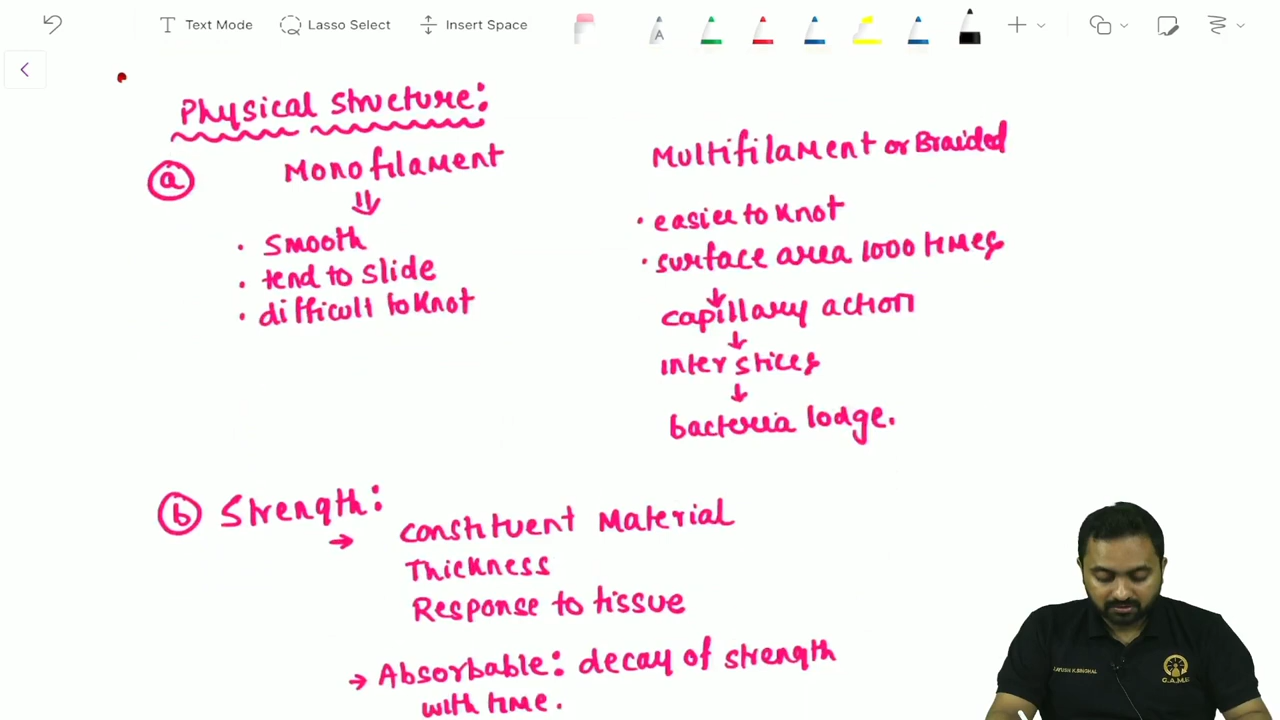 Text Mode
Lasso Select
Insert Space
Physical Structure:
a
Monofilament
Multifilament or Braided
⇓
• Smooth
• tend to slide
• difficult to knot
• easier to knot
• surface area 1000 times
↓
capillary action
↓
interstices
↓
bacteria lodge.
b Strength:
→ constituent Material
Thickness
Response to tissue
→ Absorbable: decay of strength
with time.
G.A.M.S